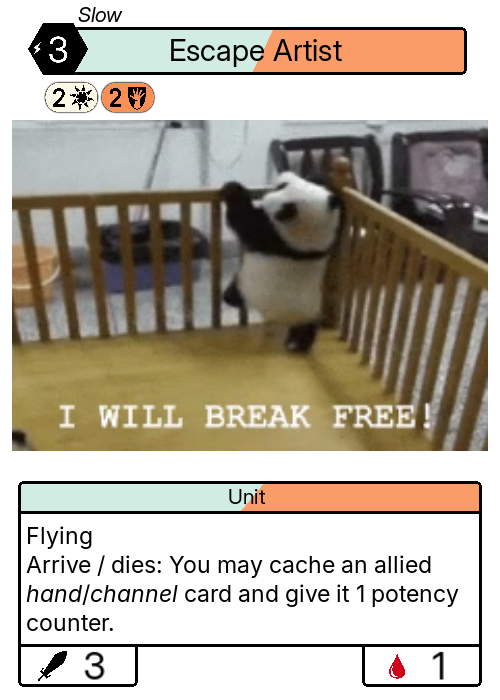 Slow
3 Escape Artist
2 2
I WILL BREAK FREE!
Unit
Flying
Arrive / dies: You may cache an allied
hand/channel card and give it 1 potency
counter.
3 1